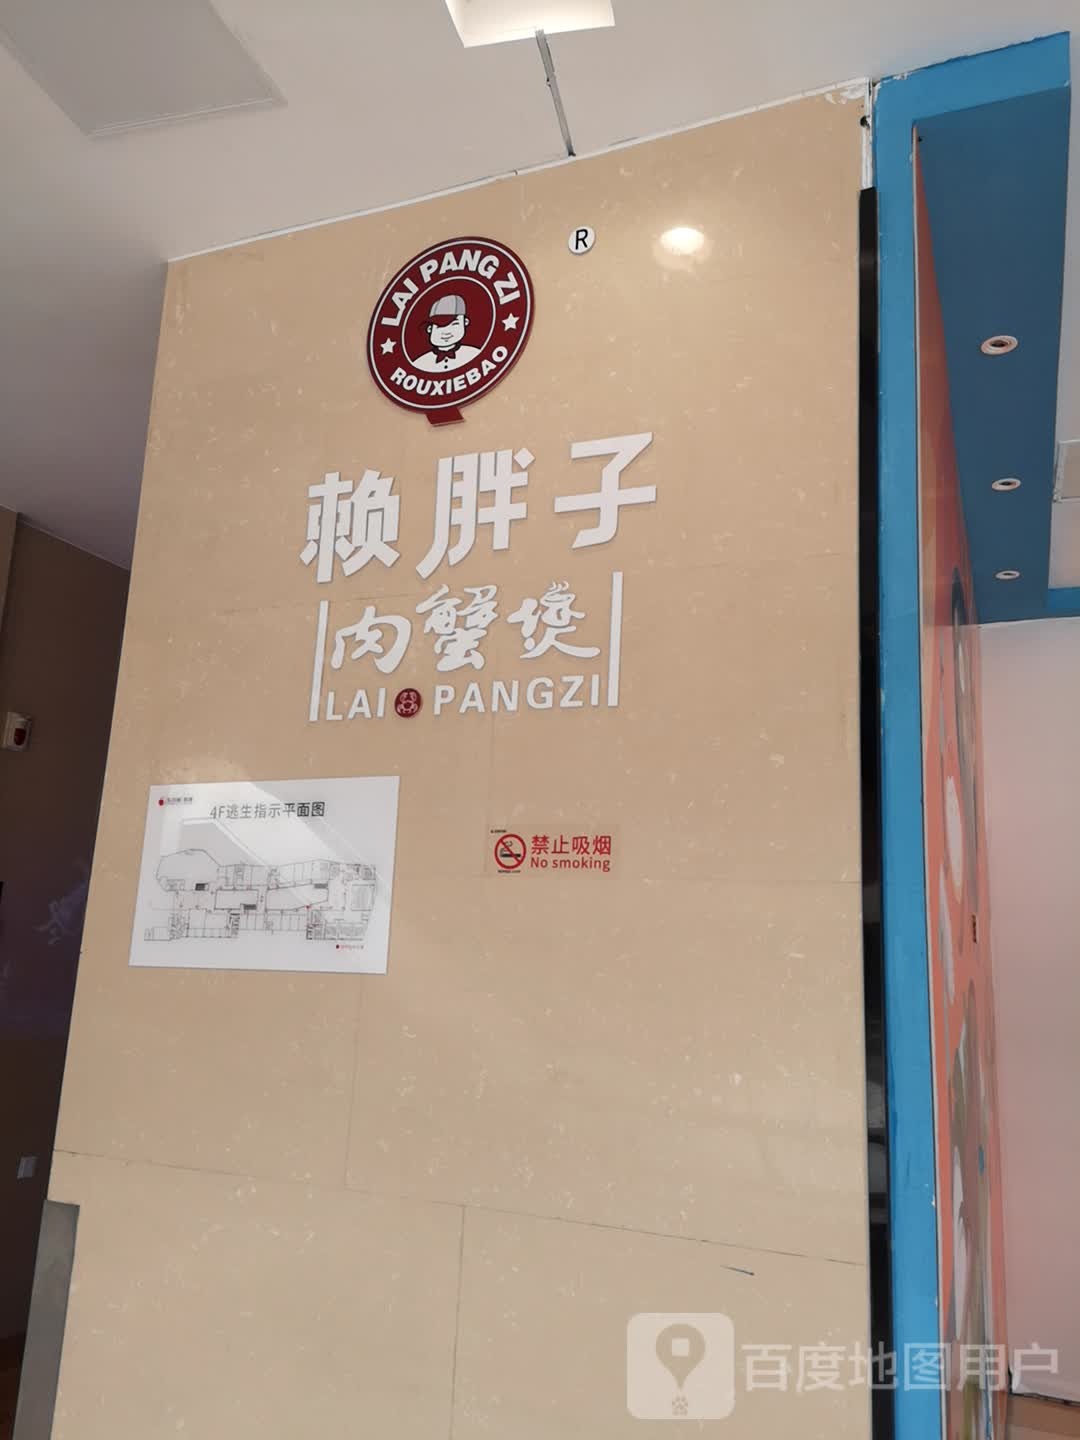 LAI PANG ZI
ROUXIEBAO
R
赖胖子
肉蟹煲
LAI PANGZI
4F逃生指示平面图
禁止吸烟
No smoking
百度地图用户